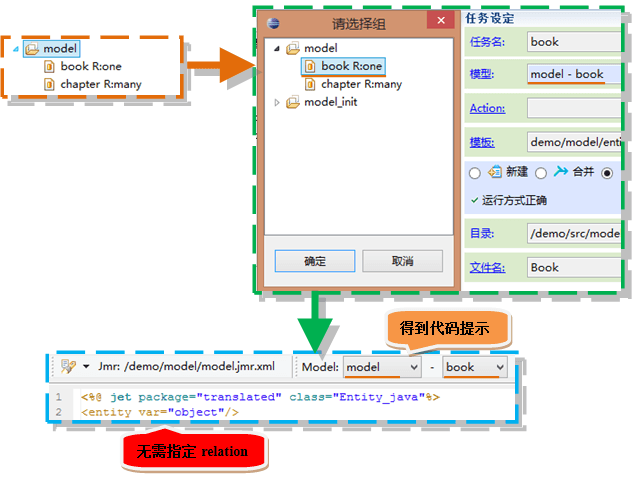 model
book R:one
chapter R:many
请选择组
model
book R:one
chapter R:many
model_init
确定
取消
任务设定
任务名:
book
模型:
model - book
Action:
模板:
demo/model/enti
新建
合并
运行方式正确
目录:
/demo/src/mode
文件名:
Book
得到代码提示
Jmr: /demo/model/model.jmr.xml
Model:
model
-
book
1 <%@ jet package="translated" class="Entity_java"%>
2 <entity var="object"/>
无需指定 relation